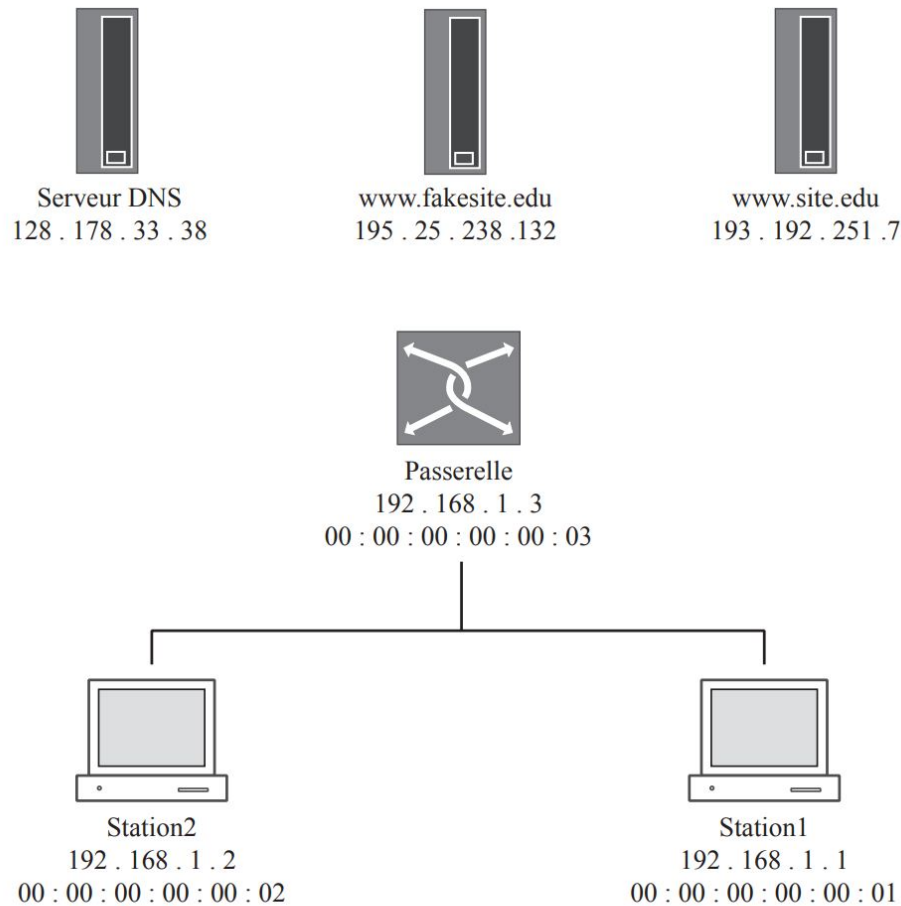 Serveur DNS
128 . 178 . 33 . 38
www.fakesite.edu
195 . 25 . 238 .132
www.site.edu
193 . 192 . 251 .7
Passerelle
192 . 168 . 1 . 3
00 : 00 : 00 : 00 : 00 : 03
Station2
192 . 168 . 1 . 2
00 : 00 : 00 : 00 : 00 : 02
Station1
192 . 168 . 1 . 1
00 : 00 : 00 : 00 : 00 : 01